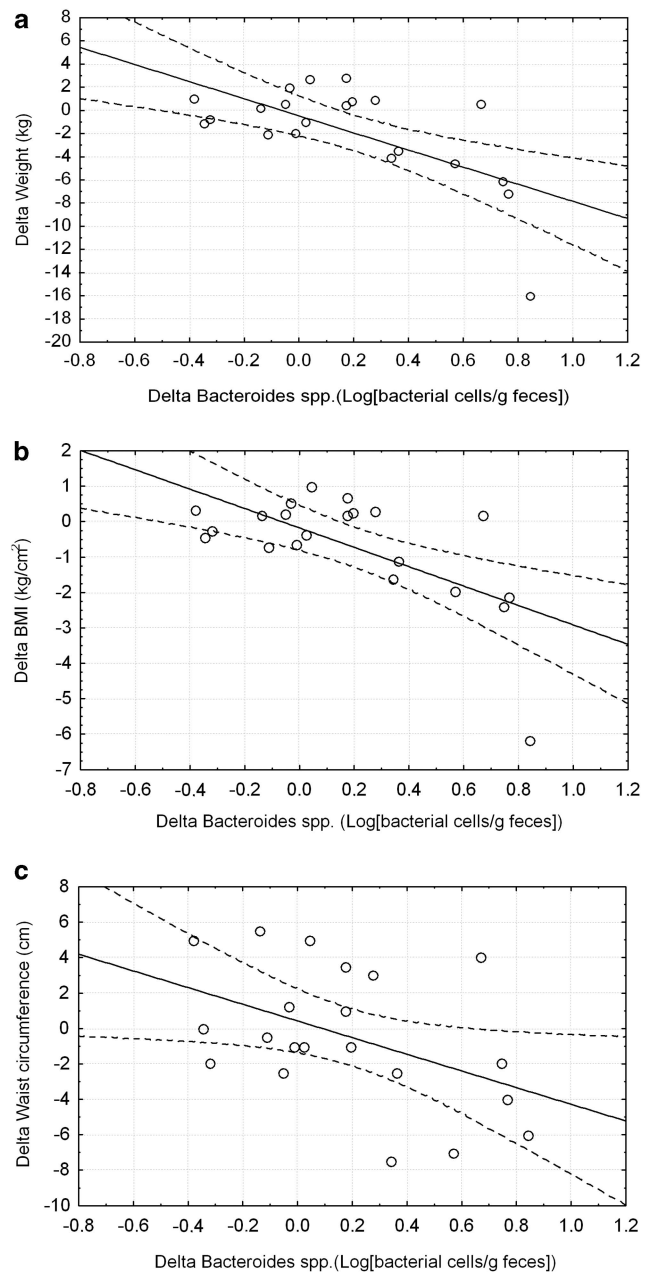 a
8
6
4
2
0
-2
-4
-6
-8
-10
-12
-14
-16
-18
-20
Delta Weight (kg)
-0.8 -0.6 -0.4 -0.2 0.0 0.2 0.4 0.6 0.8 1.0 1.2
Delta Bacteroides spp.(Log[bacterial cells/g feces])
b
2
1
0
-1
-2
-3
-4
-5
-6
-7
Delta BMI (kg/cm²)
-0.8 -0.6 -0.4 -0.2 0.0 0.2 0.4 0.6 0.8 1.0 1.2
Delta Bacteroides spp. (Log[bacterial cells/g feces])
c
8
6
4
2
0
-2
-4
-6
-8
-10
Delta Waist circumference (cm)
-0.8 -0.6 -0.4 -0.2 0.0 0.2 0.4 0.6 0.8 1.0 1.2
Delta Bacteroides spp.(Log[bacterial cells/g feces])